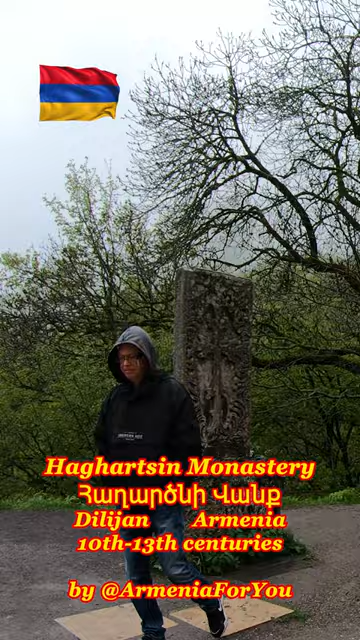 Haghartsin Monastery
Հաղարծնի Վանք
Dilijan Armenia
10th-13th centuries
by @ArmeniaForYou